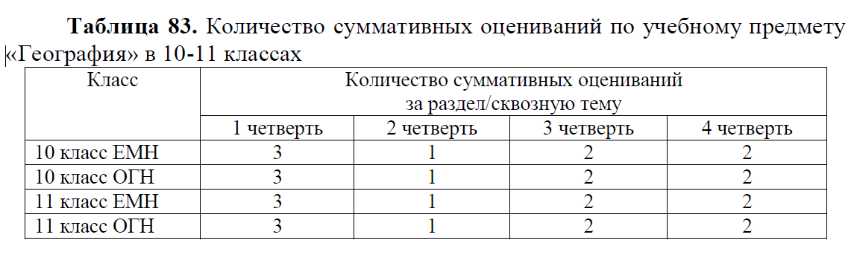 Таблица 83. Количество суммативных оцениваний по учебному предмету
«География» в 10-11 классах
Класс Количество суммативных оцениваний
за раздел/сквозную тему
1 четверть 2 четверть 3 четверть 4 четверть
10 класс ЕМН 3 1 2 2
10 класс ОГН 3 1 2 2
11 класс ЕМН 3 1 2 2
11 класс ОГН 3 1 2 2